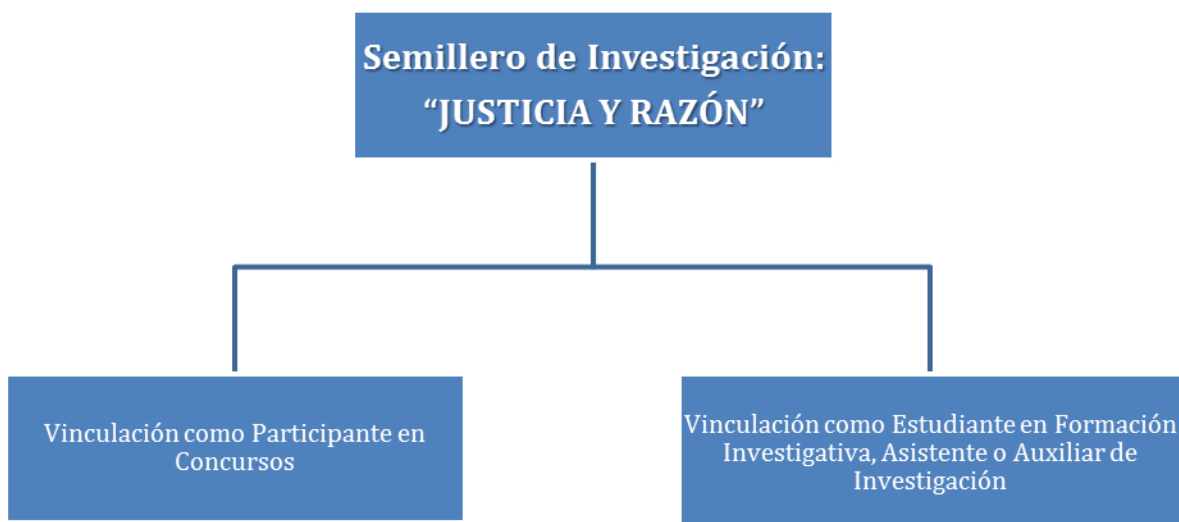 Semillero de Investigación:
“JUSTICIA Y RAZÓN”
Vinculación como Participante en
Concursos
Vinculación como Estudiante en Formación
Investigativa, Asistente o Auxiliar de
Investigación